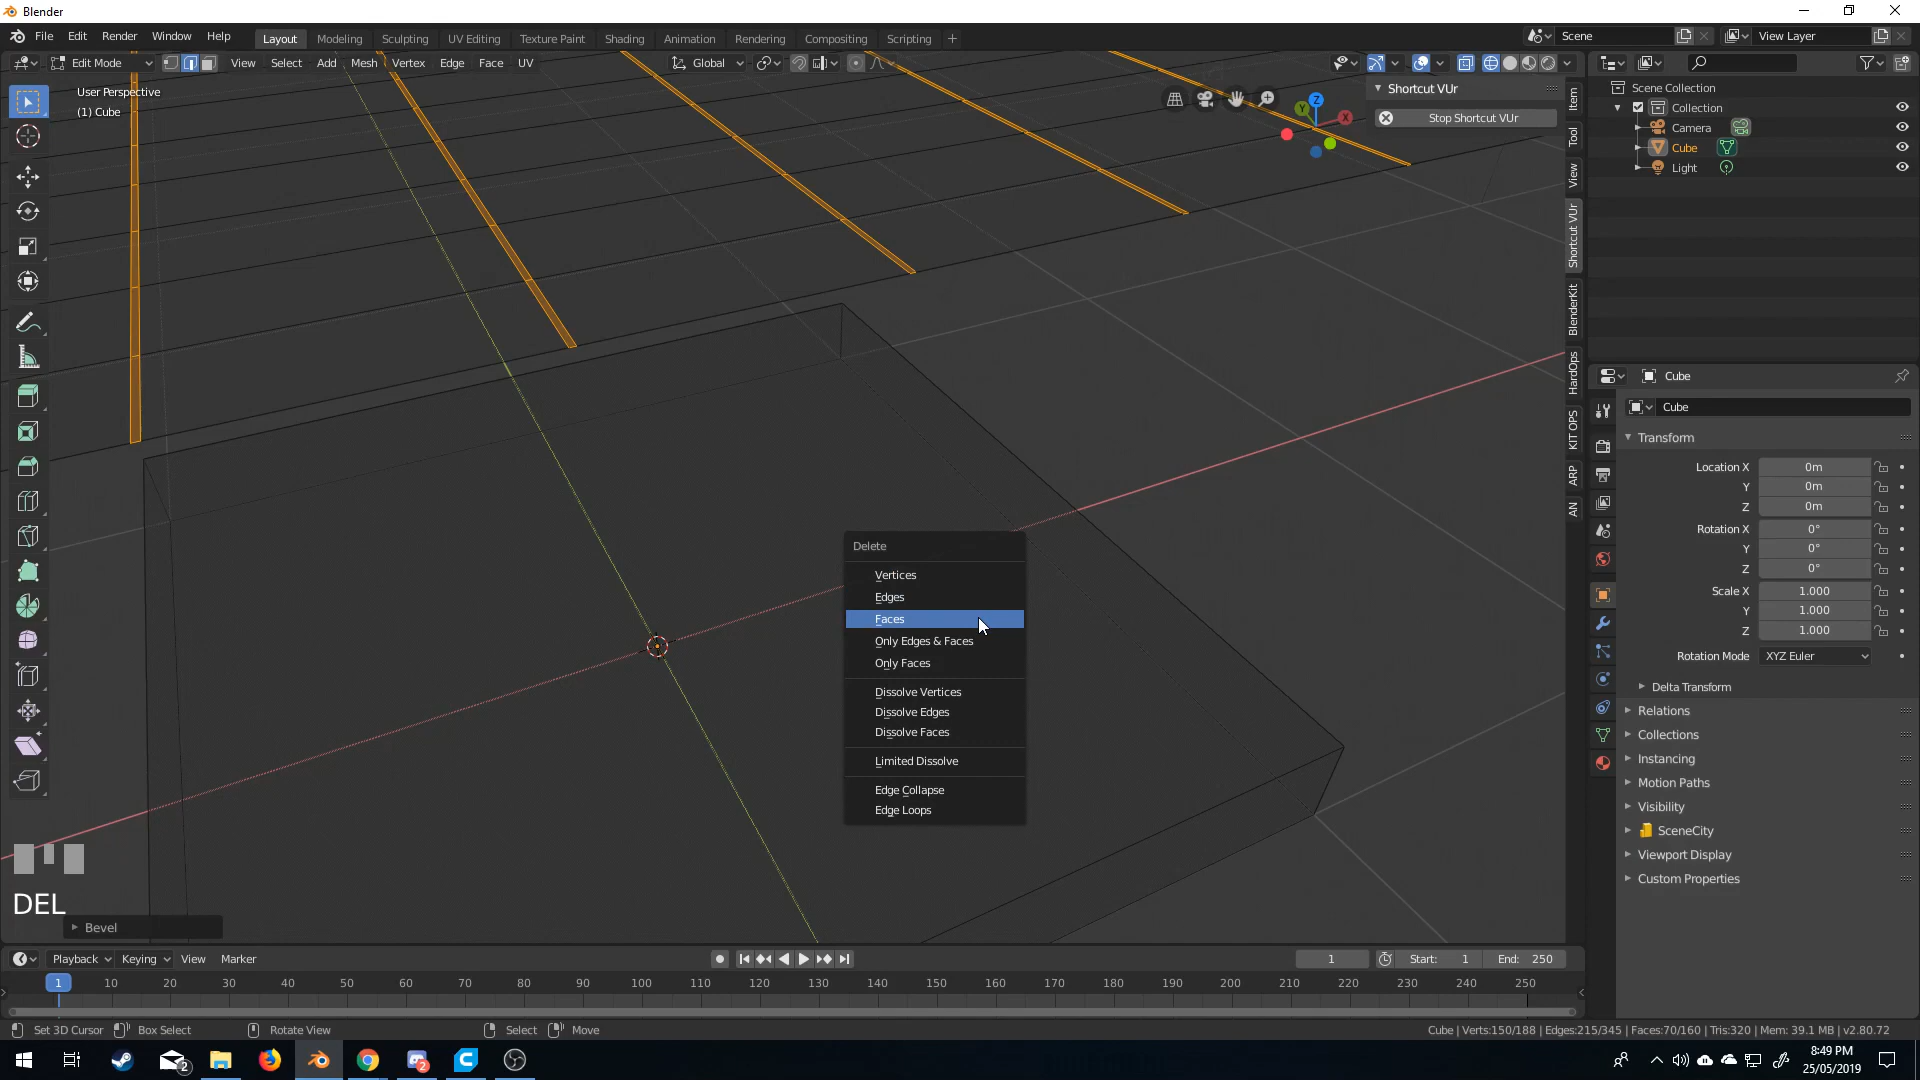 Blender
File Edit Render Window Help
Layout Modeling Sculpting UV Editing Texture Paint Shading Animation Rendering Compositing Scripting +
Scene
View Layer
Edit Mode
View Select Add Mesh Vertex Edge Face UV
Global
User Perspective
(1) Cube
Z
Y
X
Shortcut VUr
Stop Shortcut VUr
Item
Tool
View
Shortcut VUr
BlenderKit
HardOps
KIT OPS
ARP
AN
Scene Collection
Collection
Camera
Cube
Light
Cube
Cube
Transform
Location X 0m
Y 0m
Z 0m
Rotation X 0°
Y 0°
Z 0°
Scale X 1.000
Y 1.000
Z 1.000
Rotation Mode XYZ Euler
Delta Transform
Relations
Collections
Instancing
Motion Paths
Visibility
SceneCity
Viewport Display
Custom Properties
Delete
Vertices
Edges
Faces
Only Edges & Faces
Only Faces
Dissolve Vertices
Dissolve Edges
Dissolve Faces
Limited Dissolve
Edge Collapse
Edge Loops
DEL
Bevel
Playback Keying View Marker
1 Start: 1 End: 250
1 10 20 30 40 50 60 70 80 90 100 110 120 130 140 150 160 170 180 190 200 210 220 230 240 250
Set 3D Cursor Box Select Rotate View Select Move
Cube | Verts:150/188 | Edges:215/345 | Faces:70/160 | Tris:320 | Mem: 39.1 MB | v2.80.72
2
2
8:49 PM
25/05/2019